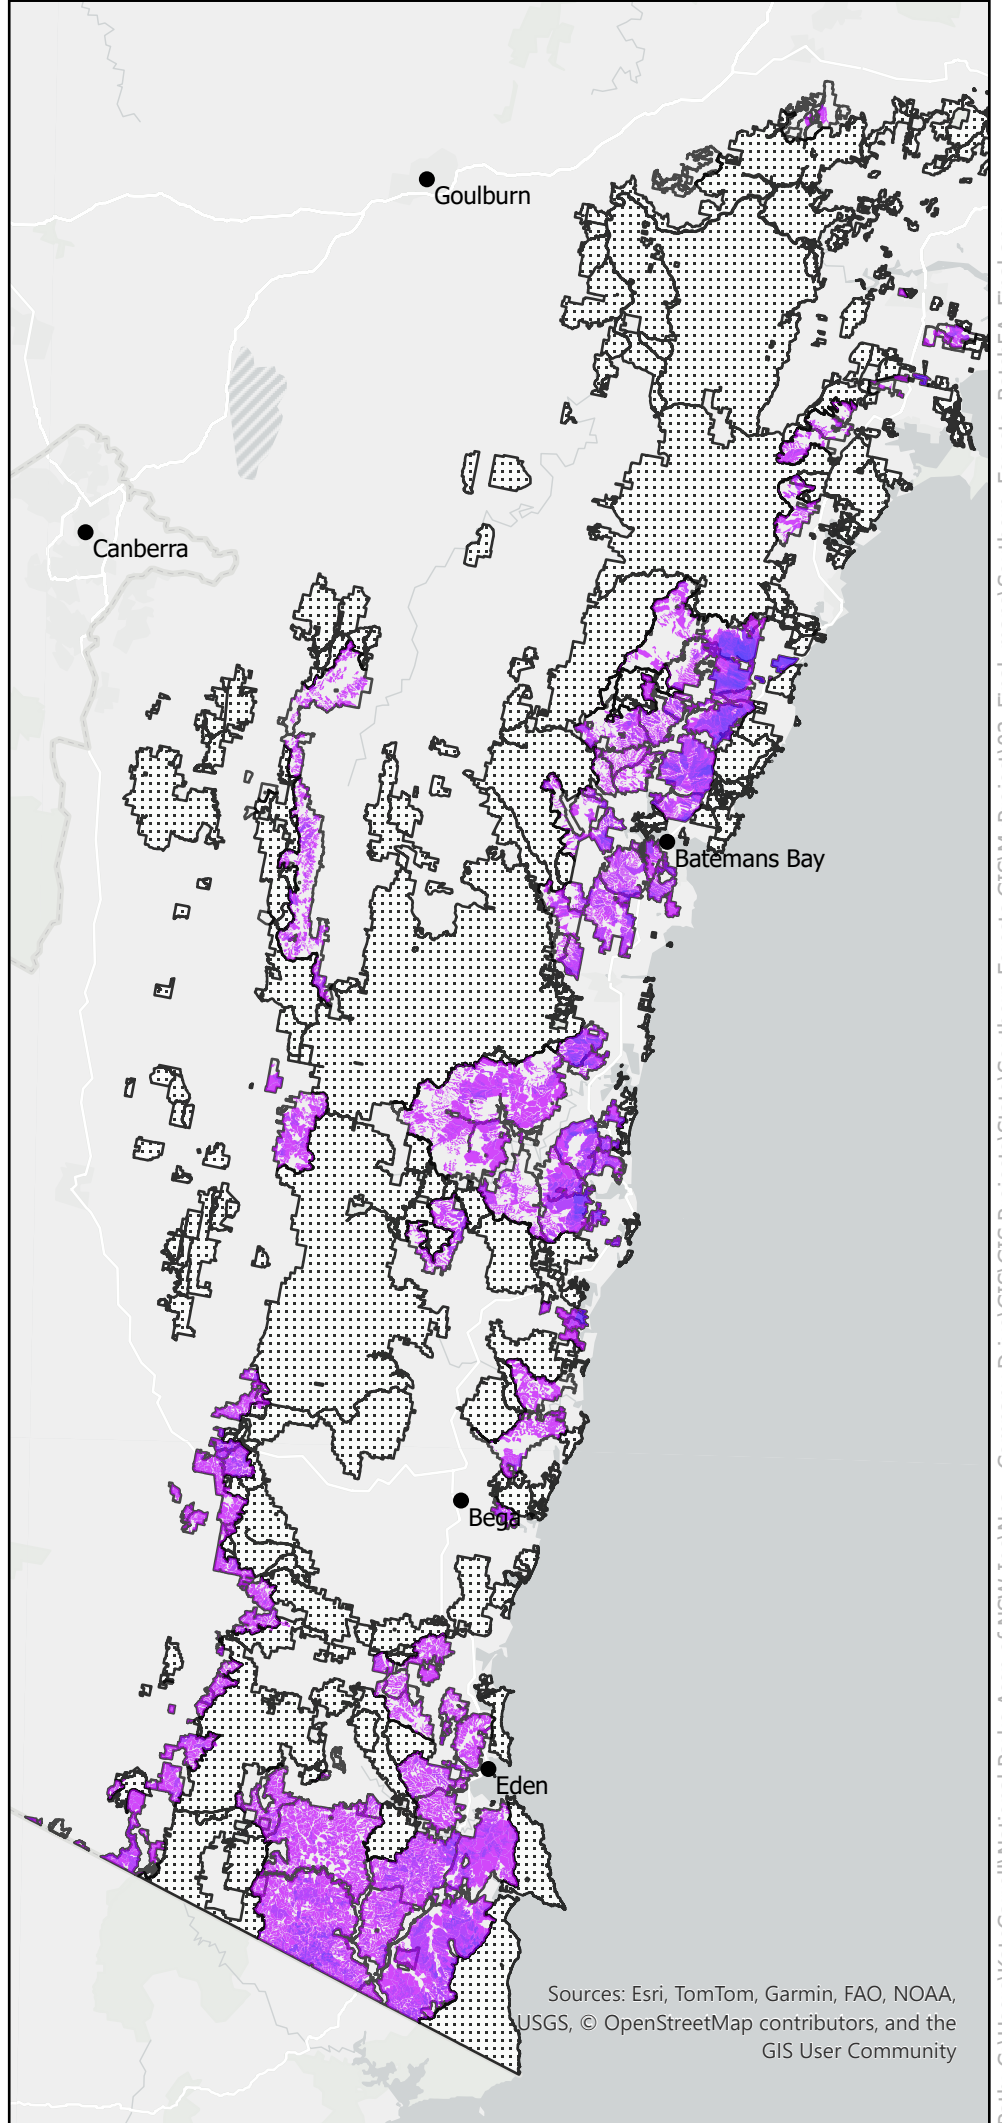 Goulburn
Canberra
Batemans Bay
Bega
Eden
Sources: Esri, TomTom, Garmin, FAO, NOAA,
USGS, © OpenStreetMap contributors, and the
GIS User Community